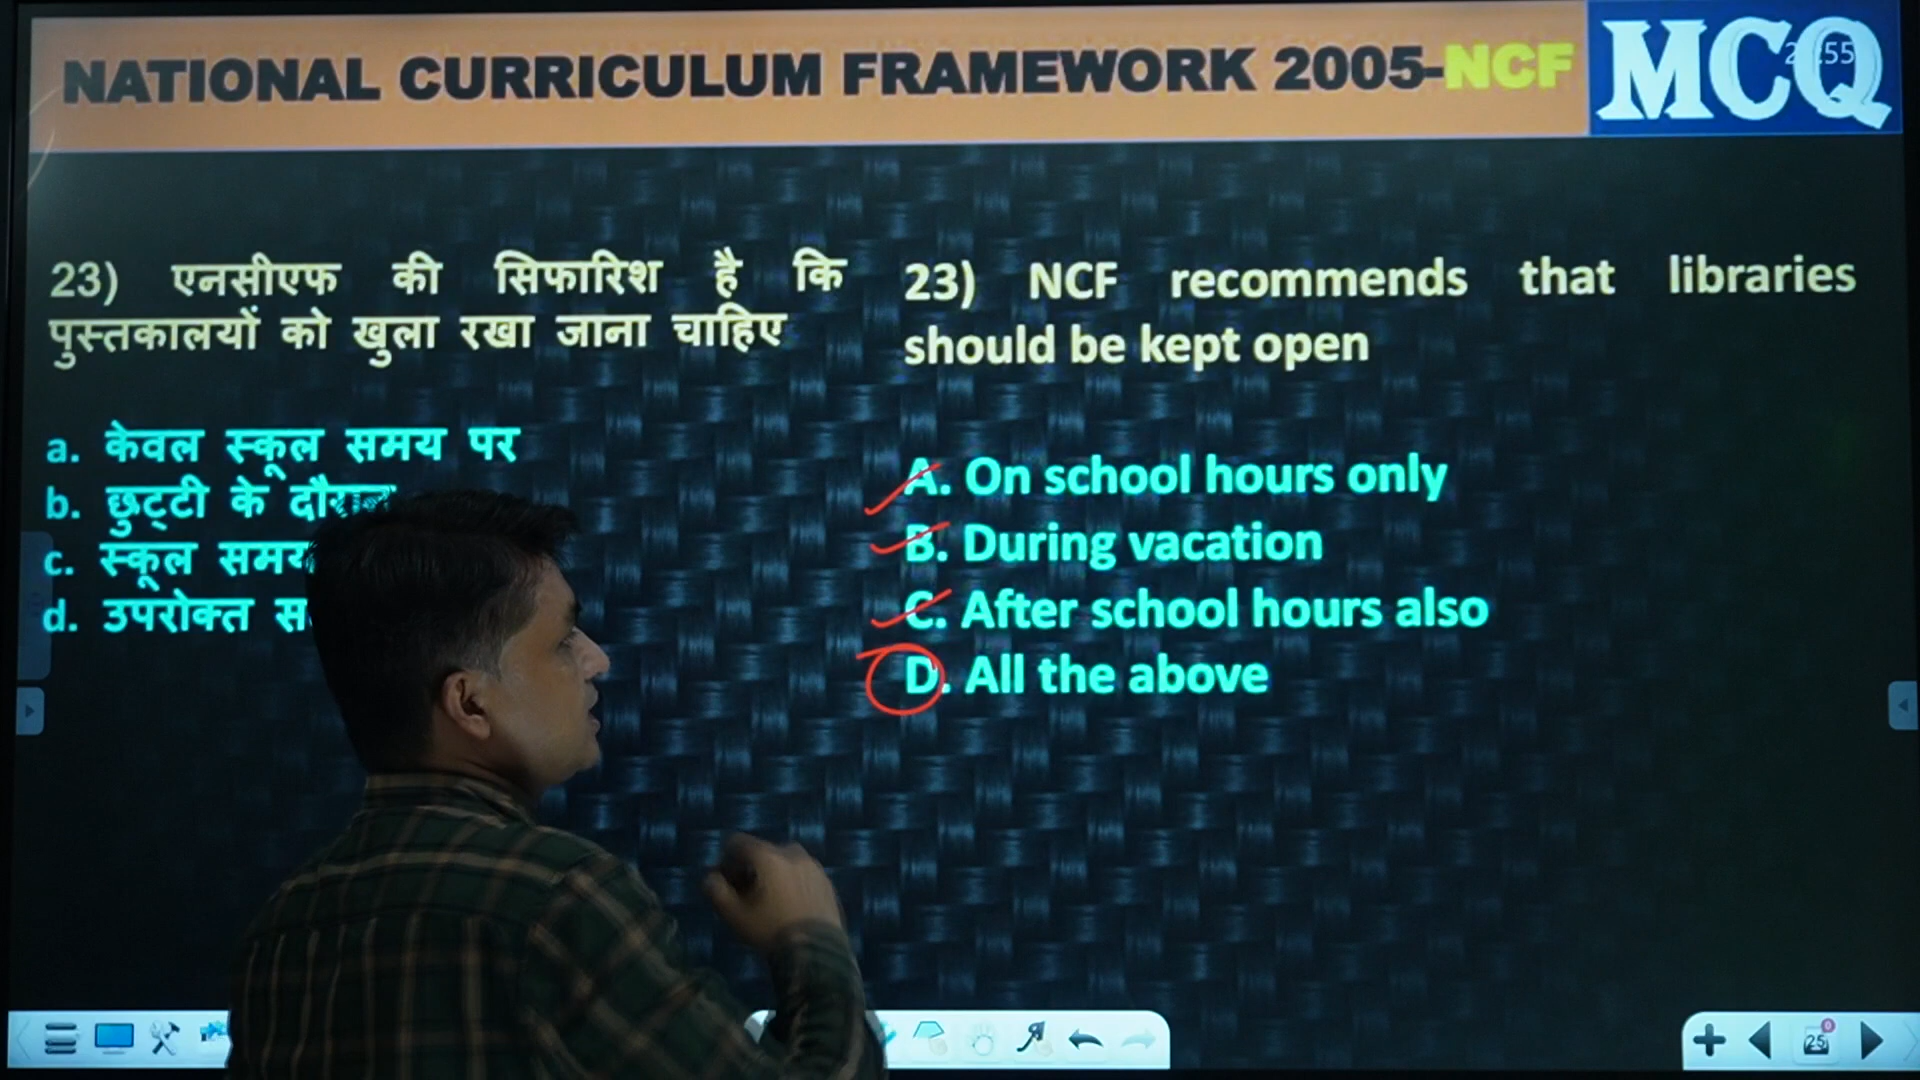 NATIONAL CURRICULUM FRAMEWORK 2005-NCF
MCQ
23) एनसीएफ की सिफारिश है कि
पुस्तकालयों को खुला रखा जाना चाहिए
a. केवल स्कूल समय पर
b. छुट्टी के
c. स्कूल
d. उपरोक्त
23) NCF recommends that libraries
should be kept open
A. On school hours only
B. During vacation
C. After school hours also
D. All the above
25
0